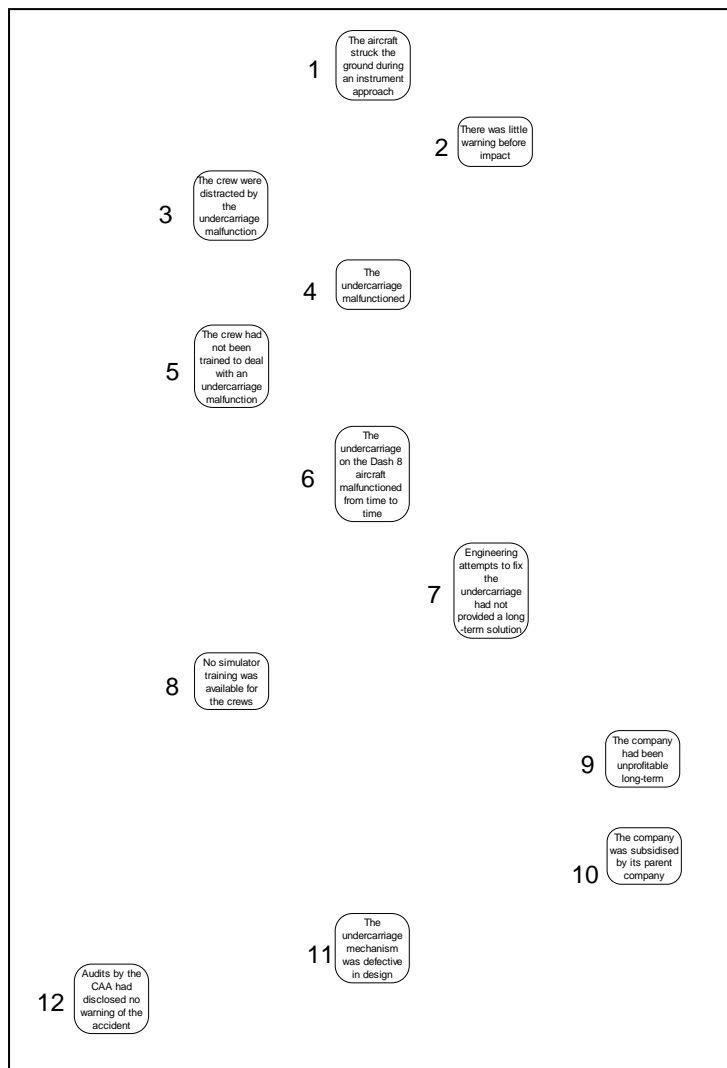 1
The aircraft
struck the
ground during
an instrument
approach
2
There was little
warning before
impact
3
The crew were
distracted by
the
undercarriage
malfunction
4
The
undercarriage
malfunctioned
5
The crew had
not been
trained to deal
with an
undercarriage
malfunction
6
The
undercarriage
on the Dash 8
aircraft
malfunctioned
from time to
time
7
Engineering
attempts to fix
the
undercarriage
had not
provided a long
-term solution
8
No simulator
training was
available for
the crews
9
The company
had been
unprofitable
long-term
10
The company
was subsidised
by its parent
company
11
The
undercarriage
mechanism
was defective
in design
12
Audits by the
CAA had
disclosed no
warning of the
accident